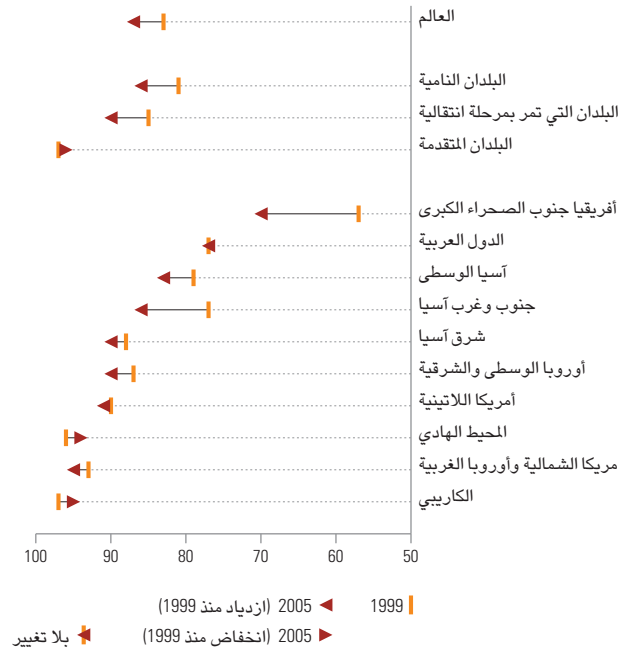 العالم
البلدان النامية
البلدان التي تمر بمرحلة انتقالية
البلدان المتقدمة
أفريقيا جنوب الصحراء الكبرى
الدول العربية
آسيا الوسطى
جنوب وغرب آسيا
شرق آسيا
أوروبا الوسطى والشرقية
أمريكا اللاتينية
المحيط الهادي
مريكا الشمالية وأوروبا الغربية
الكاريبي
100 90 80 70 60 50
1999 2005 (ازدياد منذ 1999)
2005 (انخفاض منذ 1999) بلا تغيير